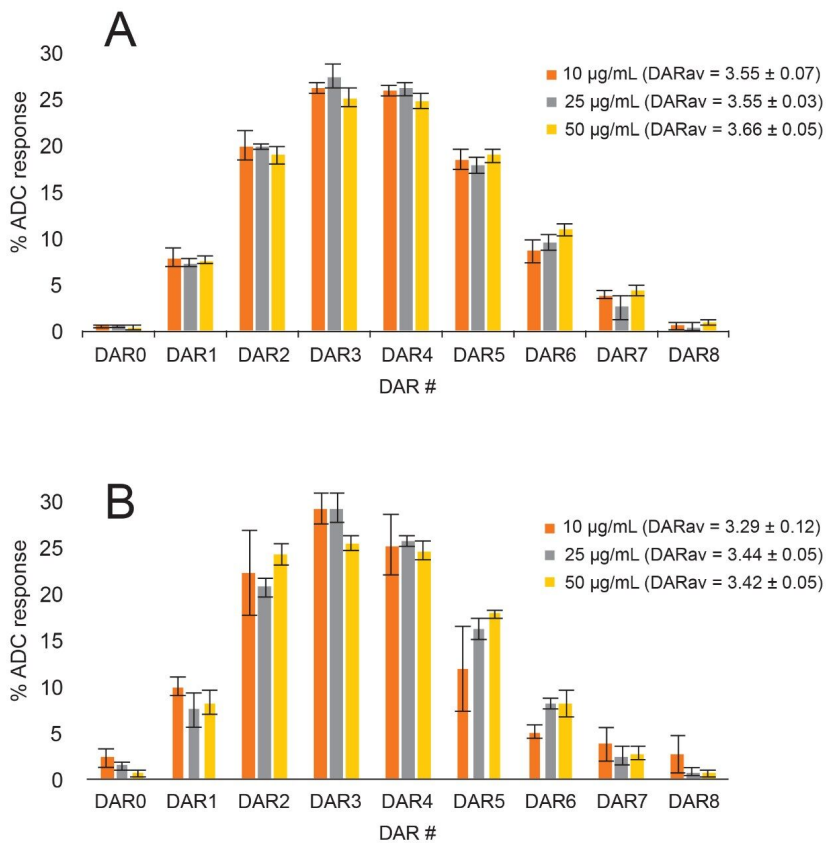 A
% ADC response
30
25
20
15
10
5
0
10 µg/mL (DARav = 3.55 ± 0.07)
25 µg/mL (DARav = 3.55 ± 0.03)
50 µg/mL (DARav = 3.66 ± 0.05)
DAR0 DAR1 DAR2 DAR3 DAR4 DAR5 DAR6 DAR7 DAR8
DAR #
B
% ADC response
30
25
20
15
10
5
0
10 µg/mL (DARav = 3.29 ± 0.12)
25 µg/mL (DARav = 3.44 ± 0.05)
50 µg/mL (DARav = 3.42 ± 0.05)
DAR0 DAR1 DAR2 DAR3 DAR4 DAR5 DAR6 DAR7 DAR8
DAR #